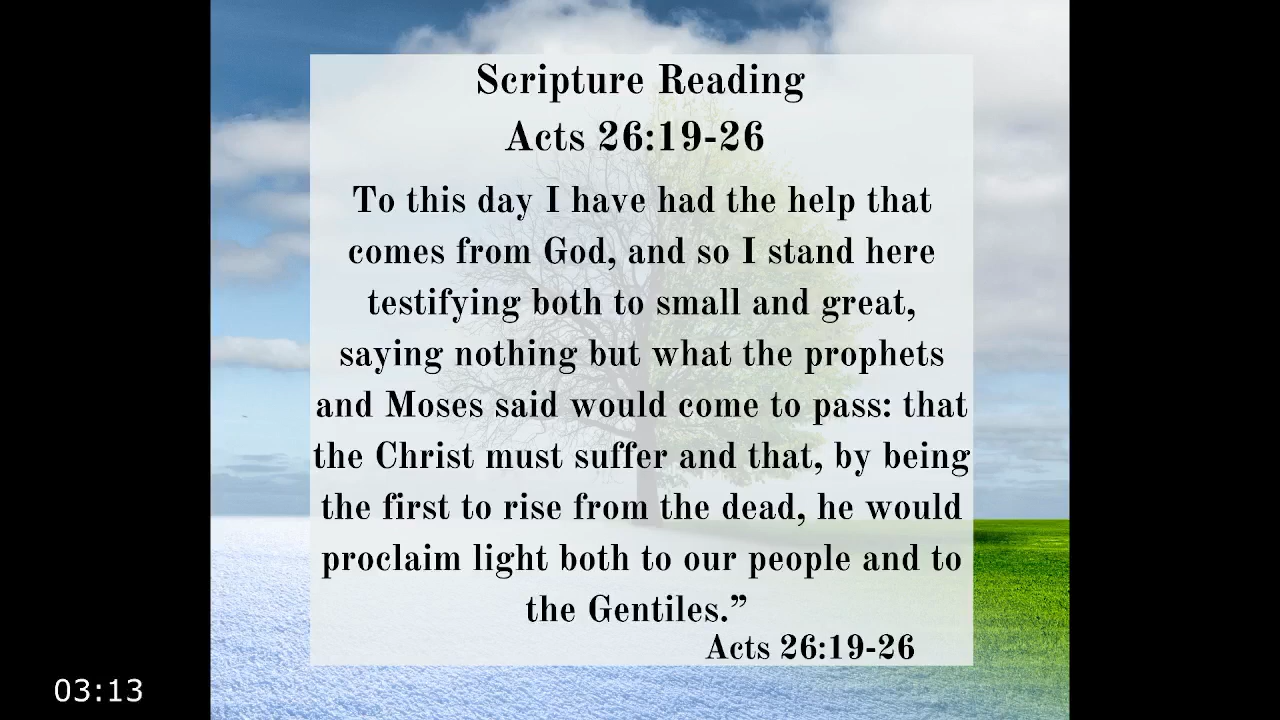 Scripture Reading
Acts 26:19-26
To this day I have had the help that
comes from God, and so I stand here
testifying both to small and great,
saying nothing but what the prophets
and Moses said would come to pass: that
the Christ must suffer and that, by being
the first to rise from the dead, he would
proclaim light both to our people and to
the Gentiles.”
Acts 26:19-26
03:13